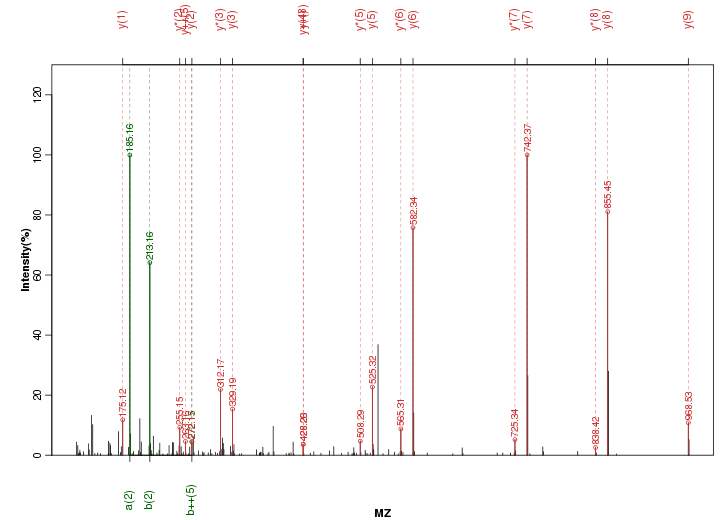 y(1)
y*(2)
y(2)
y*(3)
y(3)
y*(5)
y(5)
y*(6)
y(6)
y*(7)
y(7)
y*(8)
y(8)
y(9)
120
100
80
60
40
20
0
Intensity(%)
175.12
185.16
213.16
255.15
272.17
312.17
329.19
428.26
508.29
525.32
565.31
582.34
725.34
742.37
838.42
855.45
968.53
a(2)
b(2)
b++(5)
MZ